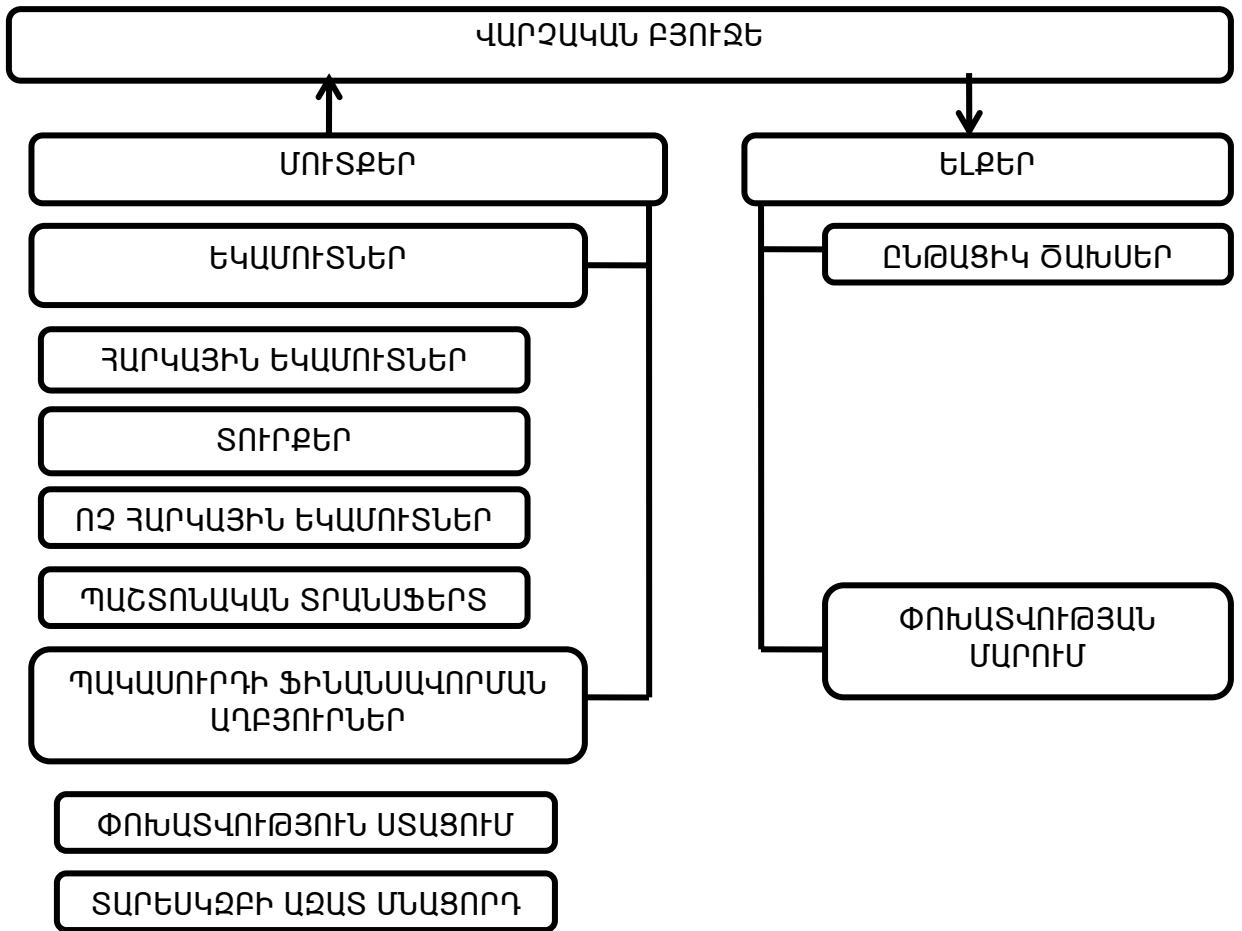 ՎԱՐՉԱԿԱՆ ԲՅՈՒՋԵ
ՄՈՒՏՔԵՐ
ԵԼՔԵՐ
ԵԿԱՄՈՒՏՆԵՐ
ԸՆԹԱՑԻԿ ԾԱԽՍԵՐ
ՀԱՐԿԱՅԻՆ ԵԿԱՄՈՒՏՆԵՐ
ՏՈՒՐՔԵՐ
ՈՉ ՀԱՐԿԱՅԻՆ ԵԿԱՄՈՒՏՆԵՐ
ՊԱՇՏՈՆԱԿԱՆ ՏՐԱՆՍՖԵՐՏ
ՊԱԿԱՍՈՒՐԴԻ ՖԻՆԱՆՍԱՎՈՐՄԱՆ
ԱՂԲՅՈՒՐՆԵՐ
ՓՈԽԱՏՎՈՒԹՅԱՆ
ՄԱՐՈՒՄ
ՓՈԽԱՏՎՈՒԹՅՈՒՆ ՍՏԱՑՈՒՄ
ՏԱՐԵՍԿԶԲԻ ԱԶԱՏ ՄՆԱՑՈՐԴ